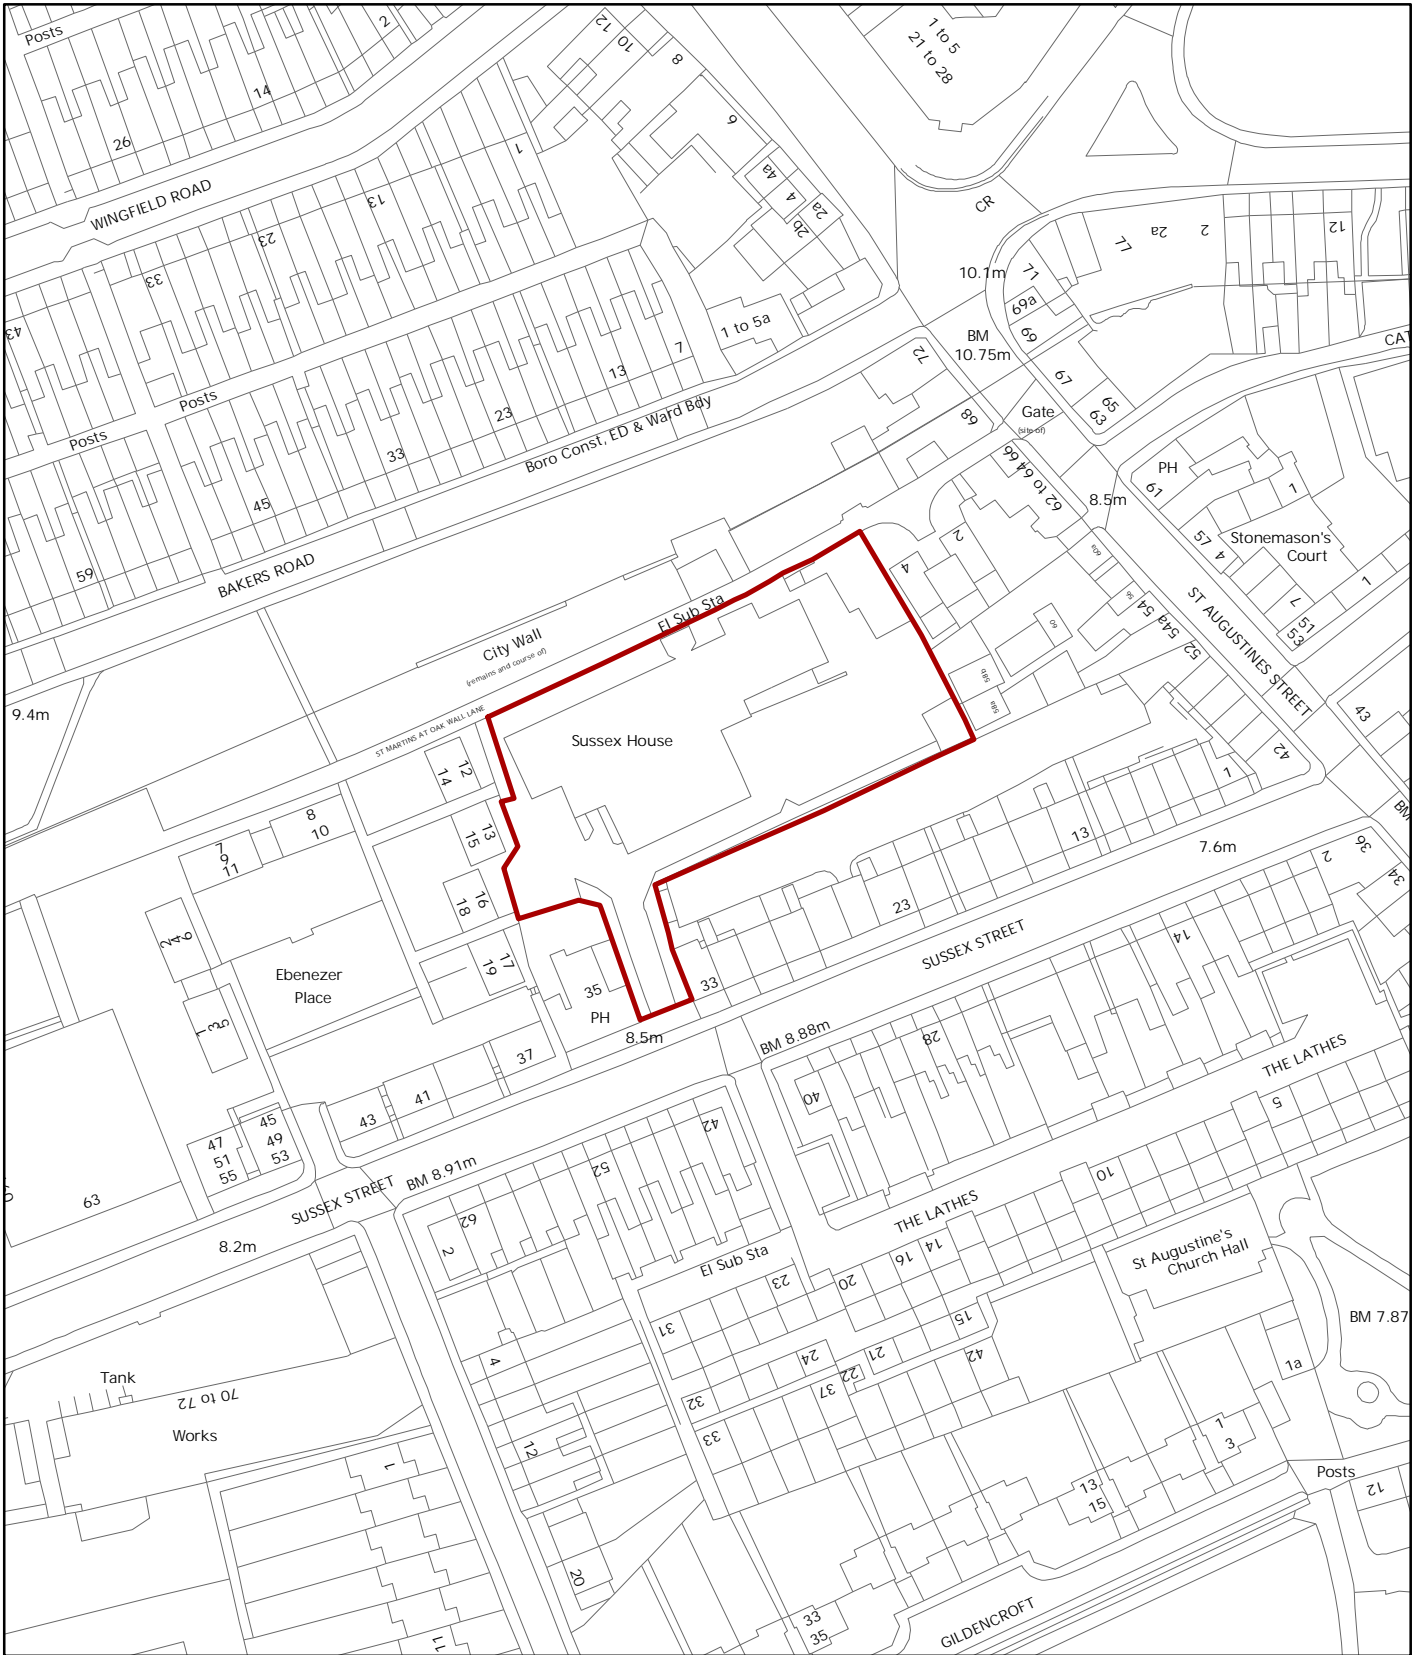 Posts
2
14
26
WINGFIELD ROAD
12
10
8
6
1
13
23
33
43
1 to 5
21 to 28
4a
4
2a
2b
CR
10.1m
71
69a
69
77
2a
2
12
BM
10.75m
67
65
63
CAT
1 to 5a
7
13
23
33
45
59
Posts
Posts
Boro Const, ED & Ward Bdy
BAKERS ROAD
72
68
Gate
(site of)
66
62 to 64
8.5m
PH
61
57
4
1
Stonemason's
Court
1
7
51
53
ST AUGUSTINES STREET
43
42
BM
2
4
60a
56
54
54a
52
60
58b
58a
El Sub Sta
City Wall
(remains and course of)
ST MARTINS AT OAK WALL LANE
9.4m
Sussex House
12
14
13
15
16
18
17
19
8
10
7
9
11
2
4
6
1
3
5
Ebenezer
Place
35
PH
33
23
13
1
7.6m
8.5m
SUSSEX STREET
36
34
2
14
28
40
BM 8.88m
37
41
43
45
49
53
47
51
55
63
SUSSEX STREET
BM 8.91m
8.2m
42
52
62
2
THE LATHES
5
THE LATHES
10
14
16
20
23
El Sub Sta
31
St Augustine's
Church Hall
BM 7.87
1a
15
21
22
24
37
42
32
33
4
12
20
Tank
70 to 72
Works
1
11
1
3
13
15
Posts
12
33
35
GILDENCROFT